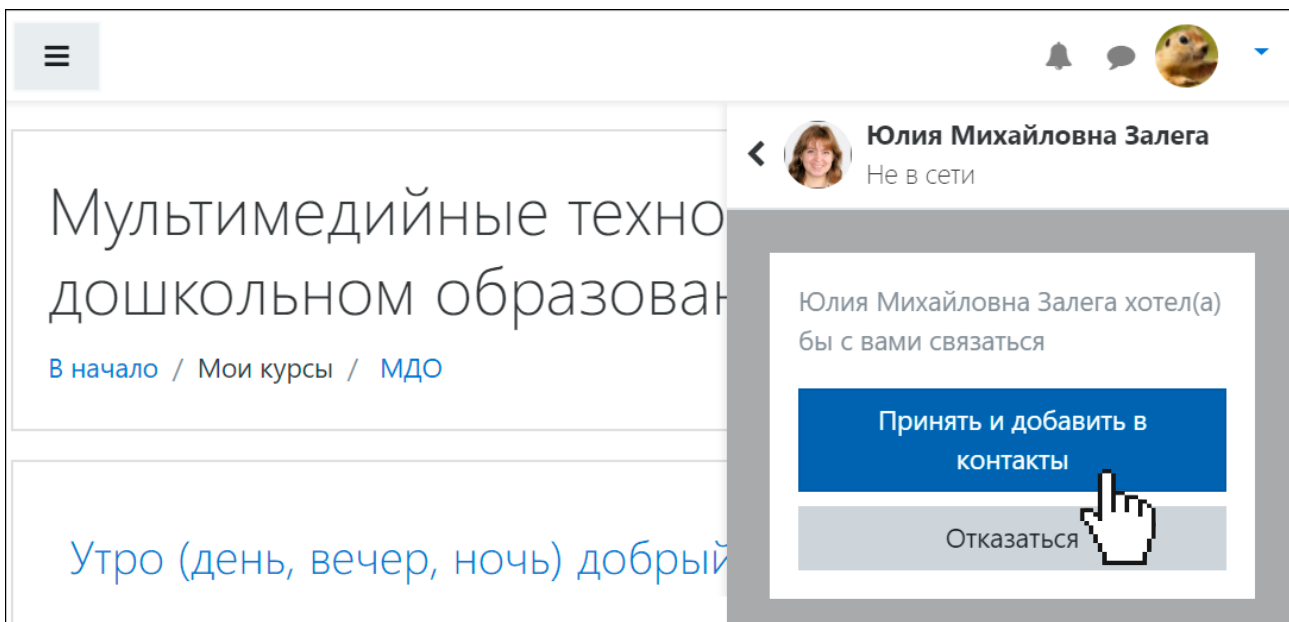 Юлия Михайловна Залега
Не в сети
Мультимедийные техно
дошкольном образован
В начало / Мои курсы / МДО
Юлия Михайловна Залега хотел(а)
бы с вами связаться
Принять и добавить в
контакты
Отказаться
Утро (день, вечер, ночь) добрый